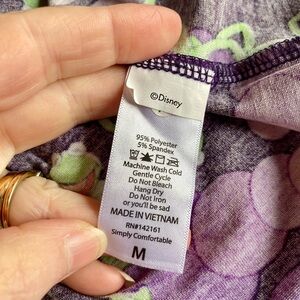 ©Disney
95% Polyester
5% Spandex
Machine Wash Cold
Gentle Cycle
Do Not Bleach
Hang Dry
Do Not Iron
or you'll be sad
MADE IN VIETNAM
RN#142161
Simply Comfortable
M